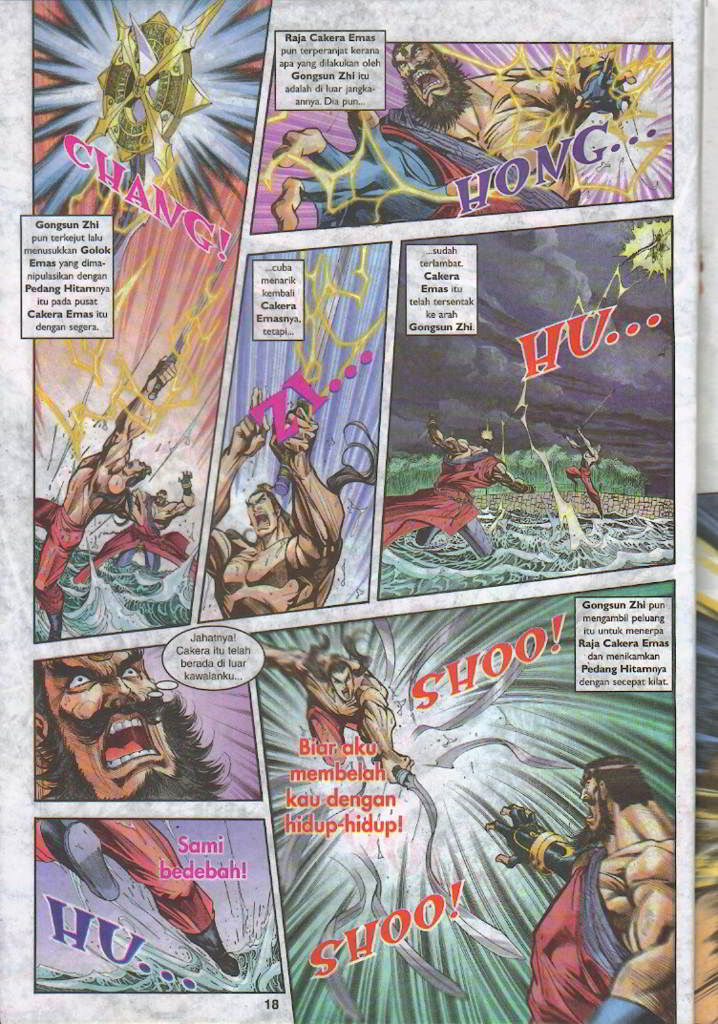 CHANG!
Gongsun Zhi
pun terkejut lalu
menusukkan Golok
Emas yang dima-
nipulasikan dengan
Pedang Hitamnya
itu pada pusat
Cakera Emas itu
dengan segera.
Raja Cakera Emas
pun terperanjat kerana
apa yang dilakukan oleh
Gongsun Zhi itu
adalah di luar jangka-
annya. Dia pun...
HONG...
...cuba
menarik
kembali
Cakera
Emasnya,
tetapi...
ZI...
...sudah
terlambat.
Cakera
Emas itu
telah tersentak
ke arah
Gongsun Zhi.
HU...
Jahatnya!
Cakera itu telah
berada di luar
kawalanku...
Sami
bedebah!
HU...
Gongsun Zhi pun
mengambil peluang
itu untuk menerpa
Raja Cakera Emas
dan menikamkan
Pedang Hitamnya
dengan secepat kilat.
SHOO!
Biar aku
membelah
kau dengan
hidup-hidup!
SHOO!
18